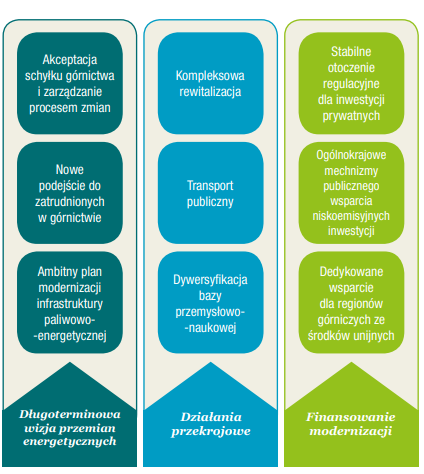 Akceptacja
schyłku górnictwa
i zarządzanie
procesem zmian
Nowe
podejście do
zatrudnionych
w górnictwie
Ambitny plan
modernizacji
infrastruktury
paliwowo-
-energetycznej
Długoterminowa
wizja przemian
energetycznych
Kompleksowa
rewitalizacja
Transport
publiczny
Dywersyfikacja
bazy
przemysłowo-
-naukowej
Działania
przekrojowe
Stabilne
otoczenie
regulacyjne
dla inwestycji
prywatnych
Ogólnokrajowe
mechnizmy
publicznego
wsparcia
niskoemisyjnych
inwestycji
Dedykowane
wsparcie
dla regionów
górniczych ze
środków unijnych
Finansowanie
modernizacji